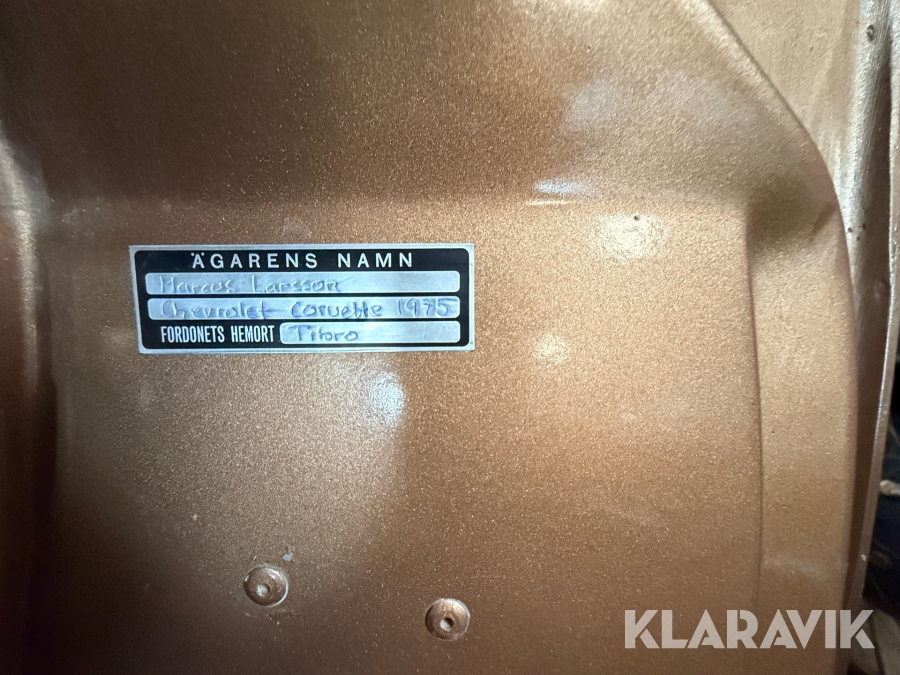 ÄGARENS NAMN
Marcus Larsson
Chevrolet Corvette 1975
FORDONETS HEMORT Tibro
KLARAVIK